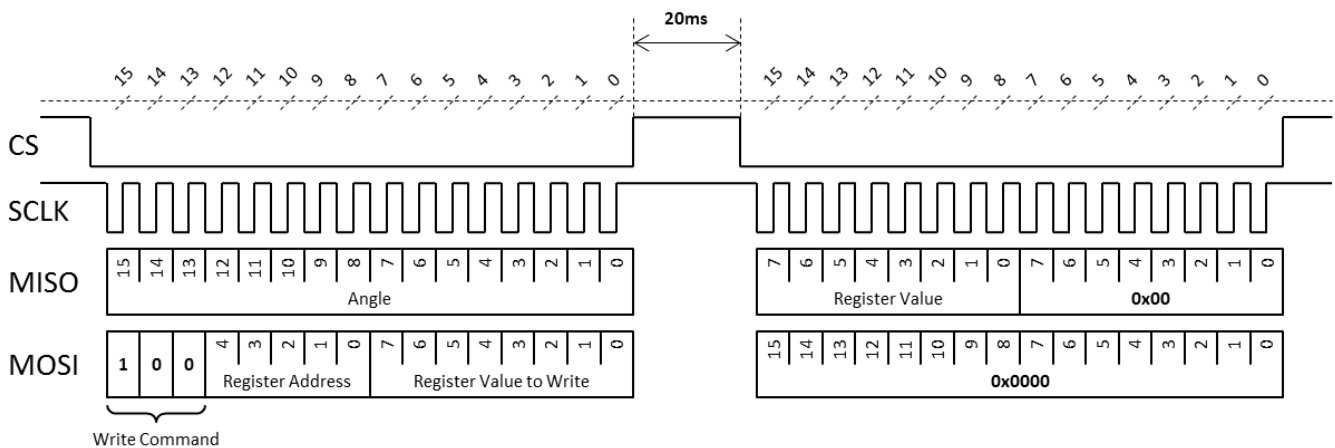 20ms
15 14 13 12 11 10 9 8 7 6 5 4 3 2 1 0 15 14 13 12 11 10 9 8 7 6 5 4 3 2 1 0
CS
SCLK
MISO 15 14 13 12 11 10 9 8 7 6 5 4 3 2 1 0 7 6 5 4 3 2 1 0 7 6 5 4 3 2 1 0
Angle Register Value 0x00
MOSI 1 0 0 4 3 2 1 0 7 6 5 4 3 2 1 0 15 14 13 12 11 10 9 8 7 6 5 4 3 2 1 0
Register Address Register Value to Write 0x0000
Write Command